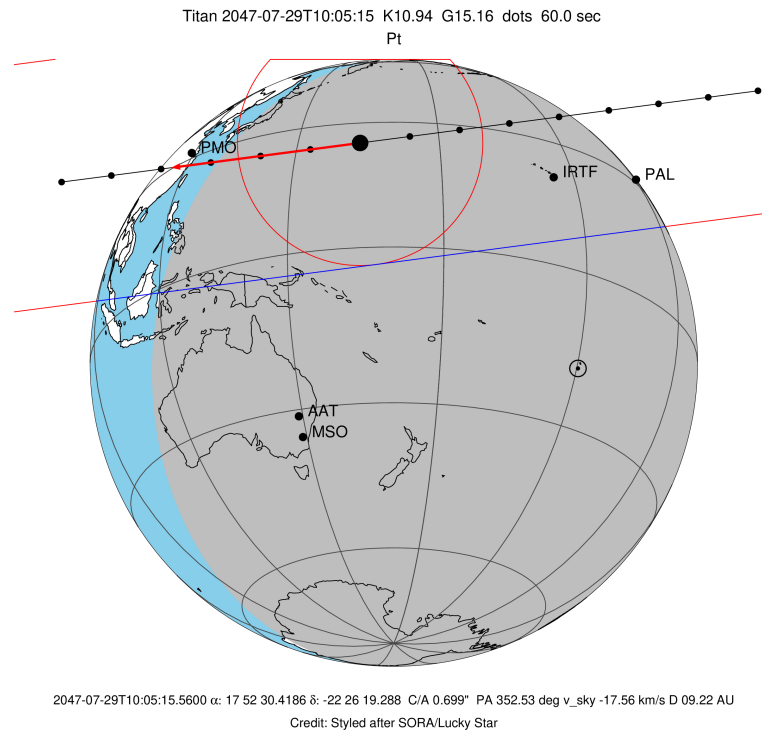 Titan 2047-07-29T10:05:15 K10.94 G15.16 dots 60.0 sec
Pt
PMO
IRTF
PAL
AAT
MSO
2047-07-29T10:05:15.5600 α: 17 52 30.4186 δ: -22 26 19.288 C/A 0.699" PA 352.53 deg v_sky -17.56 km/s D 09.22 AU
Credit: Styled after SORA/Lucky Star